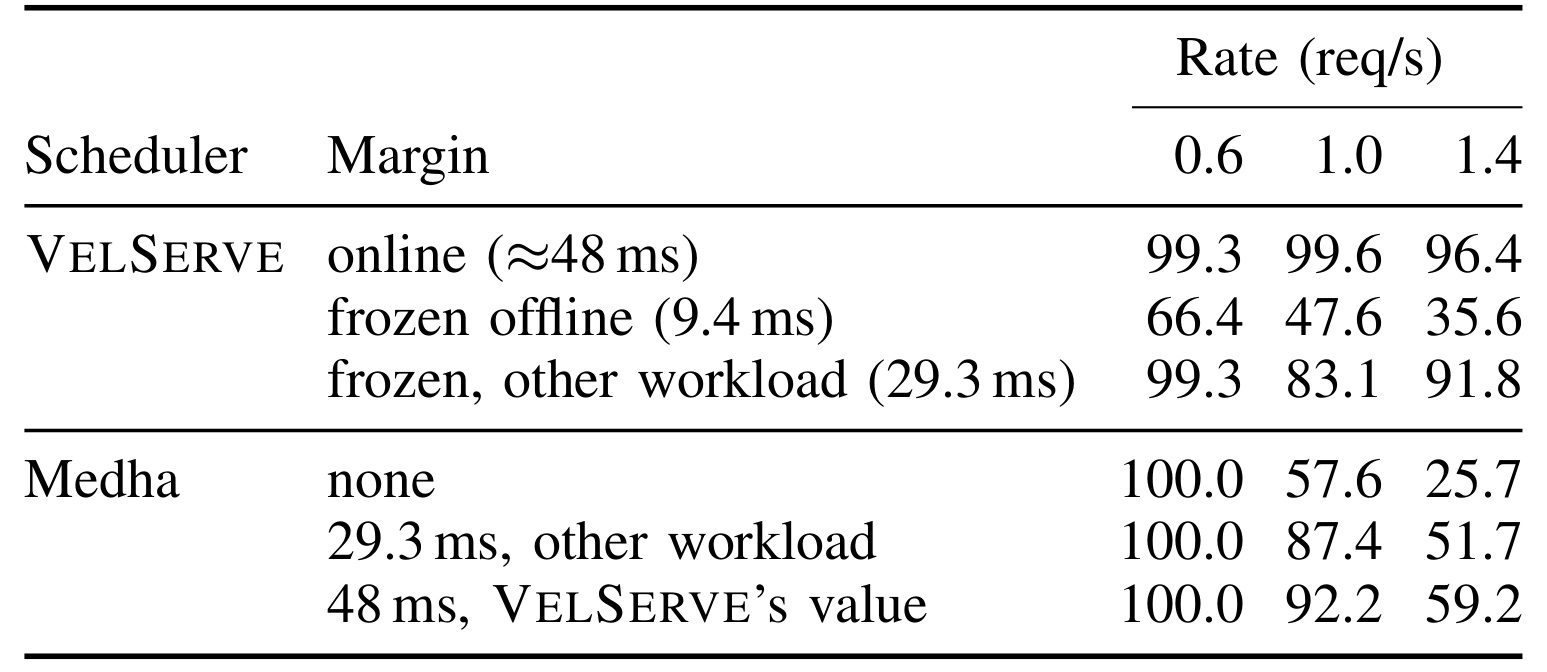 Rate (req/s)
Scheduler Margin 0.6 1.0 1.4
VELSERVE online (≈48 ms) 99.3 99.6 96.4
frozen offline (9.4 ms) 66.4 47.6 35.6
frozen, other workload (29.3 ms) 99.3 83.1 91.8
Medha none 100.0 57.6 25.7
29.3 ms, other workload 100.0 87.4 51.7
48 ms, VELSERVE's value 100.0 92.2 59.2